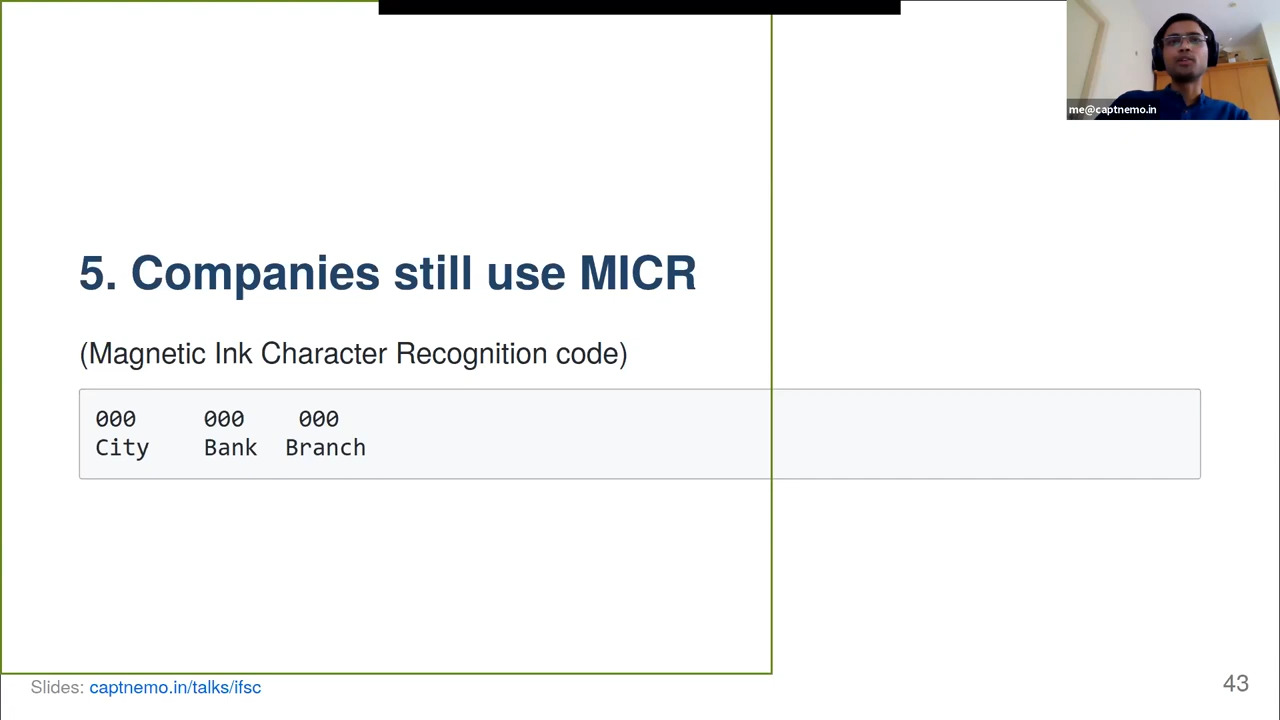 me@captnemo.in
5. Companies still use MICR
(Magnetic Ink Character Recognition code)
000 000 000
City Bank Branch
Slides: captnemo.in/talks/ifsc
43